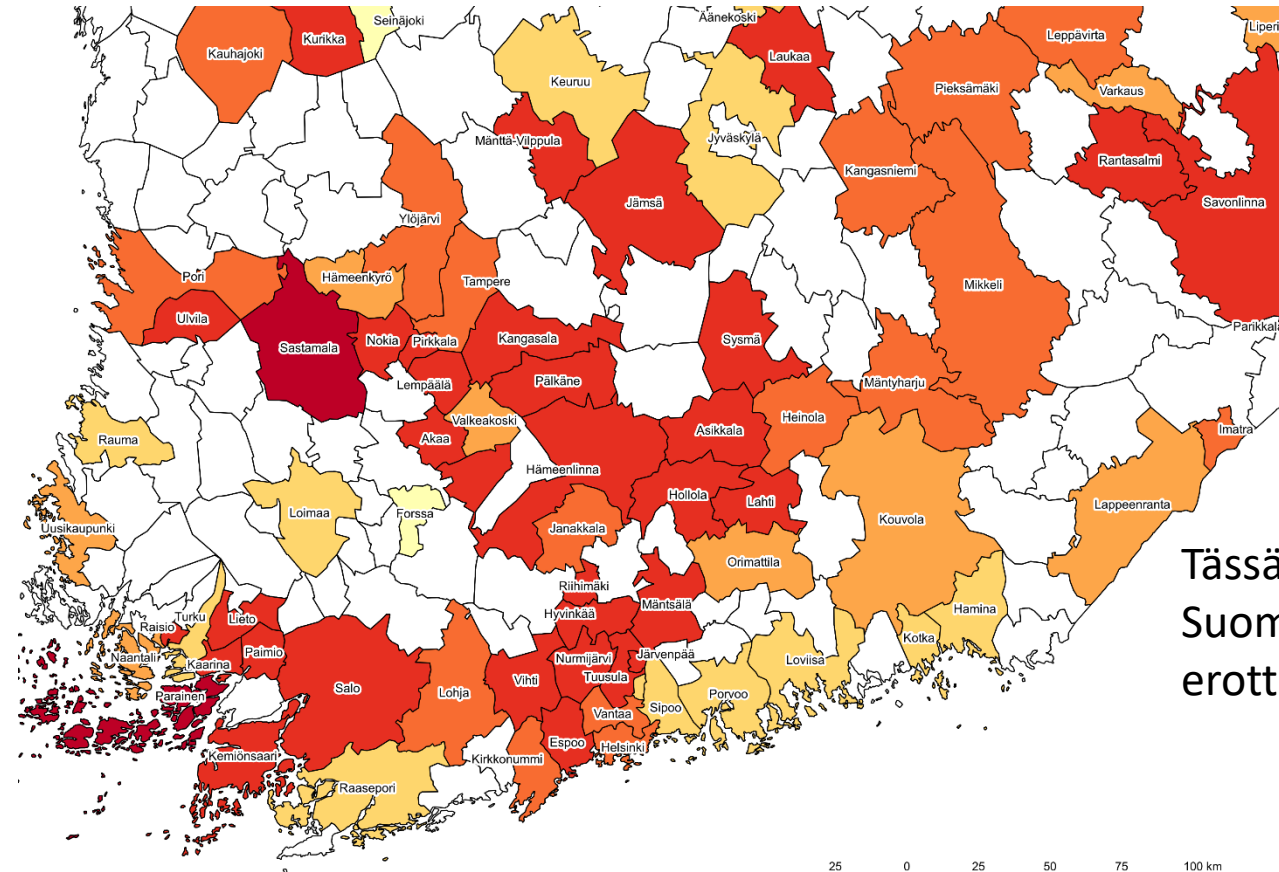 Seinäjoki
Äänekoski
Kurikka
Leppävirta
Liperi
Kauhajoki
Laukaa
Keuruu
Pieksämäki
Varkaus
Mänttä-Vilppula
Jyväskylä
Rantasalmi
Kangasniemi
Jämsä
Savonlinna
Ylöjärvi
Pori
Hämeenkyrö
Tampere
Mikkeli
Ulvila
Parikkala
Sastamala
Nokia
Pirkkala
Kangasala
Sysmä
Lempäälä
Pälkäne
Mäntyharju
Valkeakoski
Heinola
Rauma
Akaa
Asikkala
Imatra
Hämeenlinna
Hollola
Lahti
Loimaa
Forssa
Kouvola
Lappeenranta
Uusikaupunki
Janakkala
Orimattila
Tässä
Riihimäki
Mäntsälä
Hamina
Turku
Lieto
Hyvinkää
Raisio
Suom
Kotka
Naantali
Kaarina
Paimio
Nurmijärvi
Järvenpää
Loviisa
Tuusula
Vihti
Salo
Lohja
erott
Parainen
Porvoo
Sipoo
Vantaa
Espoo
Helsinki
Kemiönsaari
Kirkkonummi
Raasepori
25 0 25 50 75 100 km